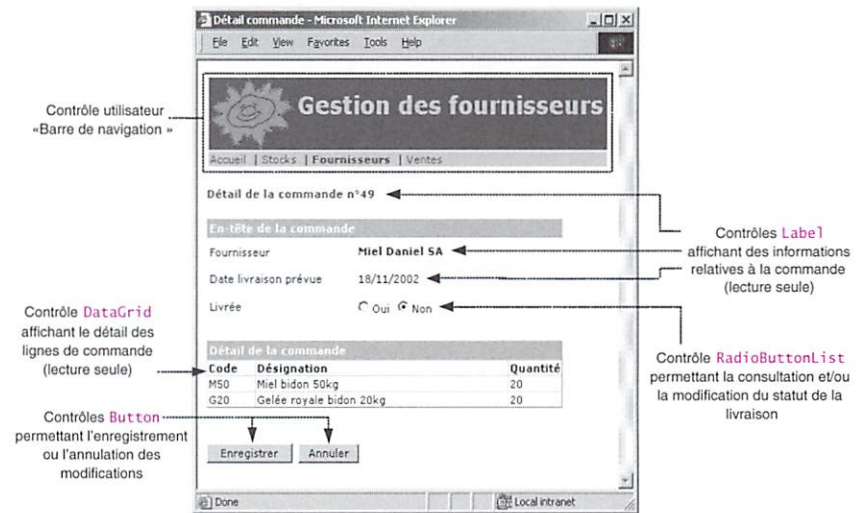 Détail commande - Microsoft Internet Explorer
File Edit View Favorites Tools Help
Gestion des fournisseurs
Accueil | Stocks | Fournisseurs | Ventes
Contrôle utilisateur
«Barre de navigation »
Détail de la commande n°49
En-tête de la commande
Fournisseur Miel Daniel SA
Date livraison prévue 18/11/2002
Livrée Oui Non
Contrôles Label
affichant des informations
relatives à la commande
(lecture seule)
Contrôle DataGrid
affichant le détail des
lignes de commande
(lecture seule)
Détail de la commande
Code Désignation Quantité
M50 Miel bidon 50kg 20
G20 Gelée royale bidon 20kg 20
Contrôle RadioButtonList
permettant la consultation et/ou
la modification du statut de la
livraison
Contrôles Button
permettant l'enregistrement
ou l'annulation des
modifications
Enregistrer Annuler
Done Local intranet